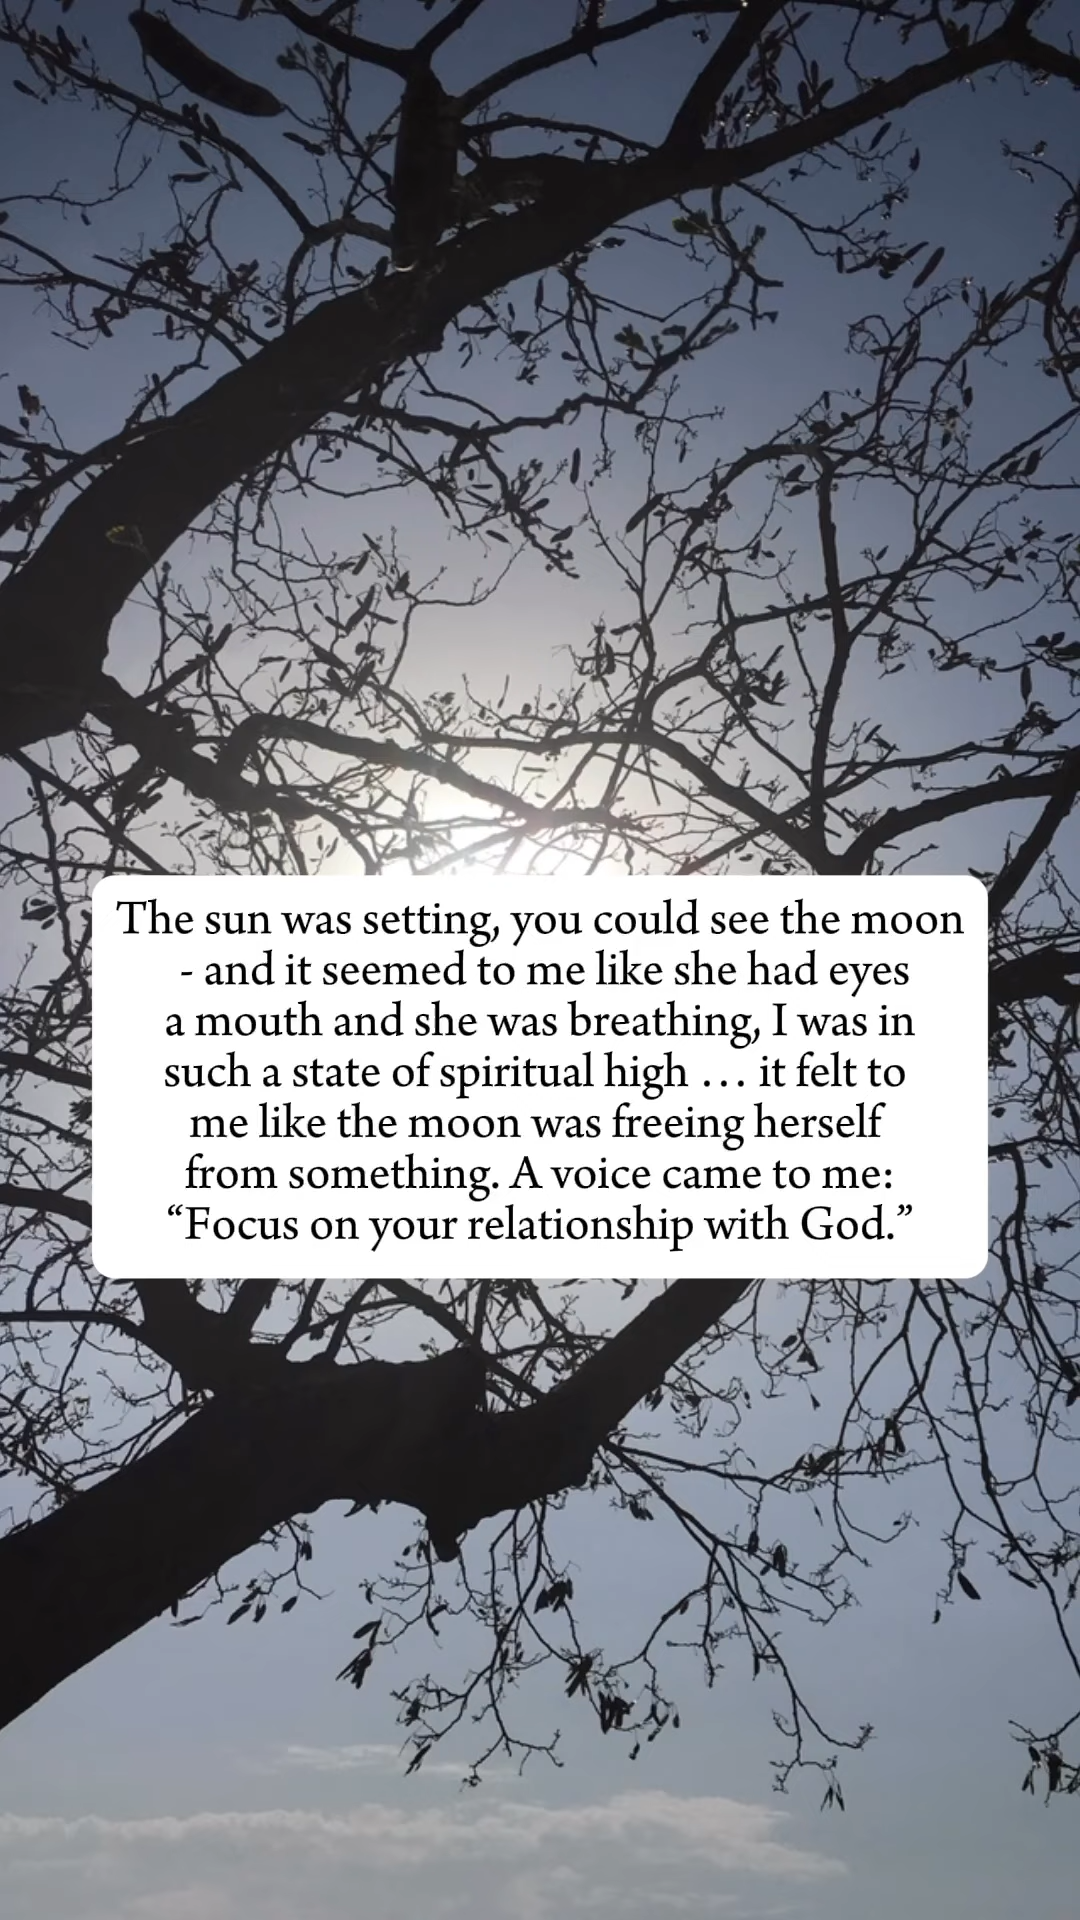 The sun was setting, you could see the moon
- and it seemed to me like she had eyes
a mouth and she was breathing, I was in
such a state of spiritual high … it felt to
me like the moon was freeing herself
from something. A voice came to me:
“Focus on your relationship with God.”